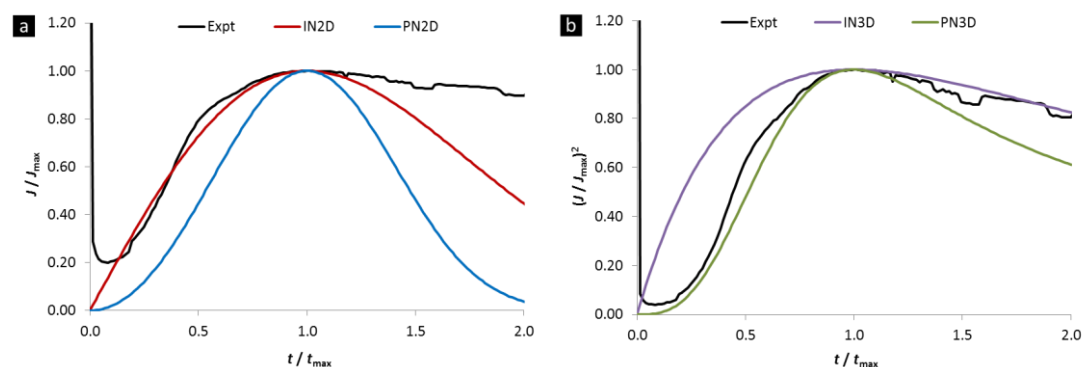 a
Expt IN2D PN2D
1.20
1.00
0.80
0.60
0.40
0.20
0.00
J / Jmax
0.0 0.5 1.0 1.5 2.0
t / tmax
b
Expt IN3D PN3D
1.20
1.00
0.80
0.60
0.40
0.20
0.00
(J / Jmax)²
0.0 0.5 1.0 1.5 2.0
t / tmax